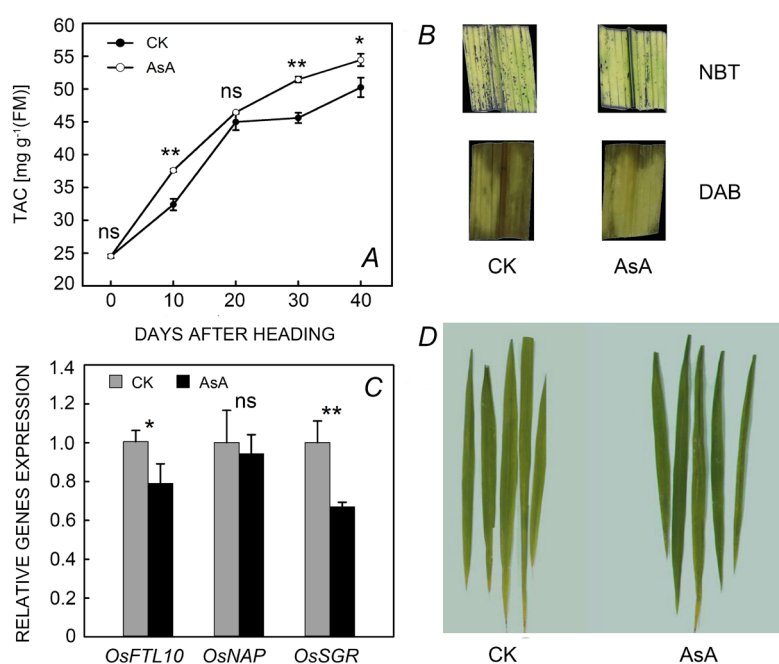 60
55
50
45
40
35
30
25
20
TAC [mg g-1(FM)]
CK
AsA
ns
**
ns
**
*
A
0 10 20 30 40
DAYS AFTER HEADING
B
NBT
DAB
CK AsA
1.4
1.2
1.0
0.8
0.6
0.4
0.2
0
RELATIVE GENES EXPRESSION
CK AsA
C
*
ns
**
OsFTL10 OsNAP OsSGR
D
CK AsA